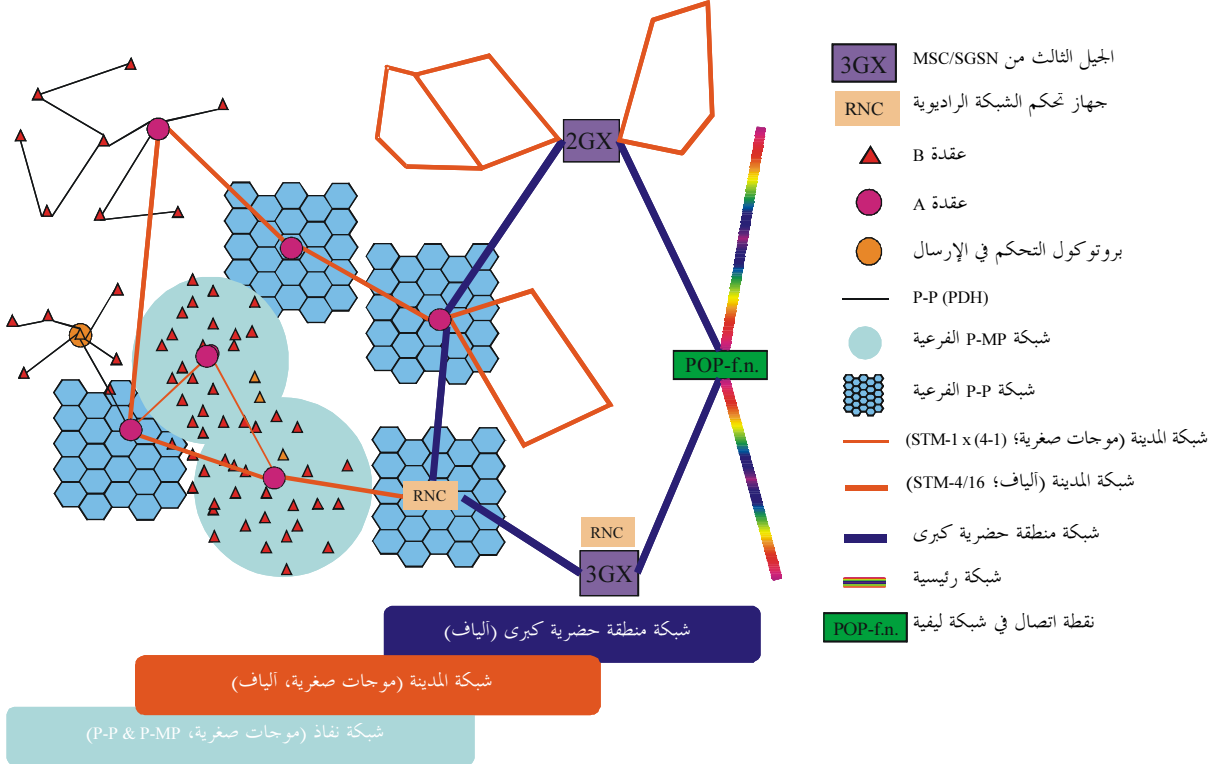 2GX
POP-f.n.
RNC
RNC
3GX
3GX
الجيل الثالث من MSC/SGSN
RNC
جهاز تحكم الشبكة الراديوية
عقدة B
عقدة A
بروتوكول التحكم في الإرسال
P-P (PDH)
شبكة P-MP الفرعية
شبكة P-P الفرعية
شبكة المدينة (موجات صغرية؛ STM-1 x (4-1))
شبكة المدينة (ألياف؛ STM-4/16)
شبكة منطقة حضرية كبرى
شبكة رئيسية
POP-f.n.
نقطة اتصال في شبكة ليفية
شبكة منطقة حضرية كبرى (ألياف)
شبكة المدينة (موجات صغرية، ألياف)
شبكة نفاذ (موجات صغرية، P-P & P-MP)